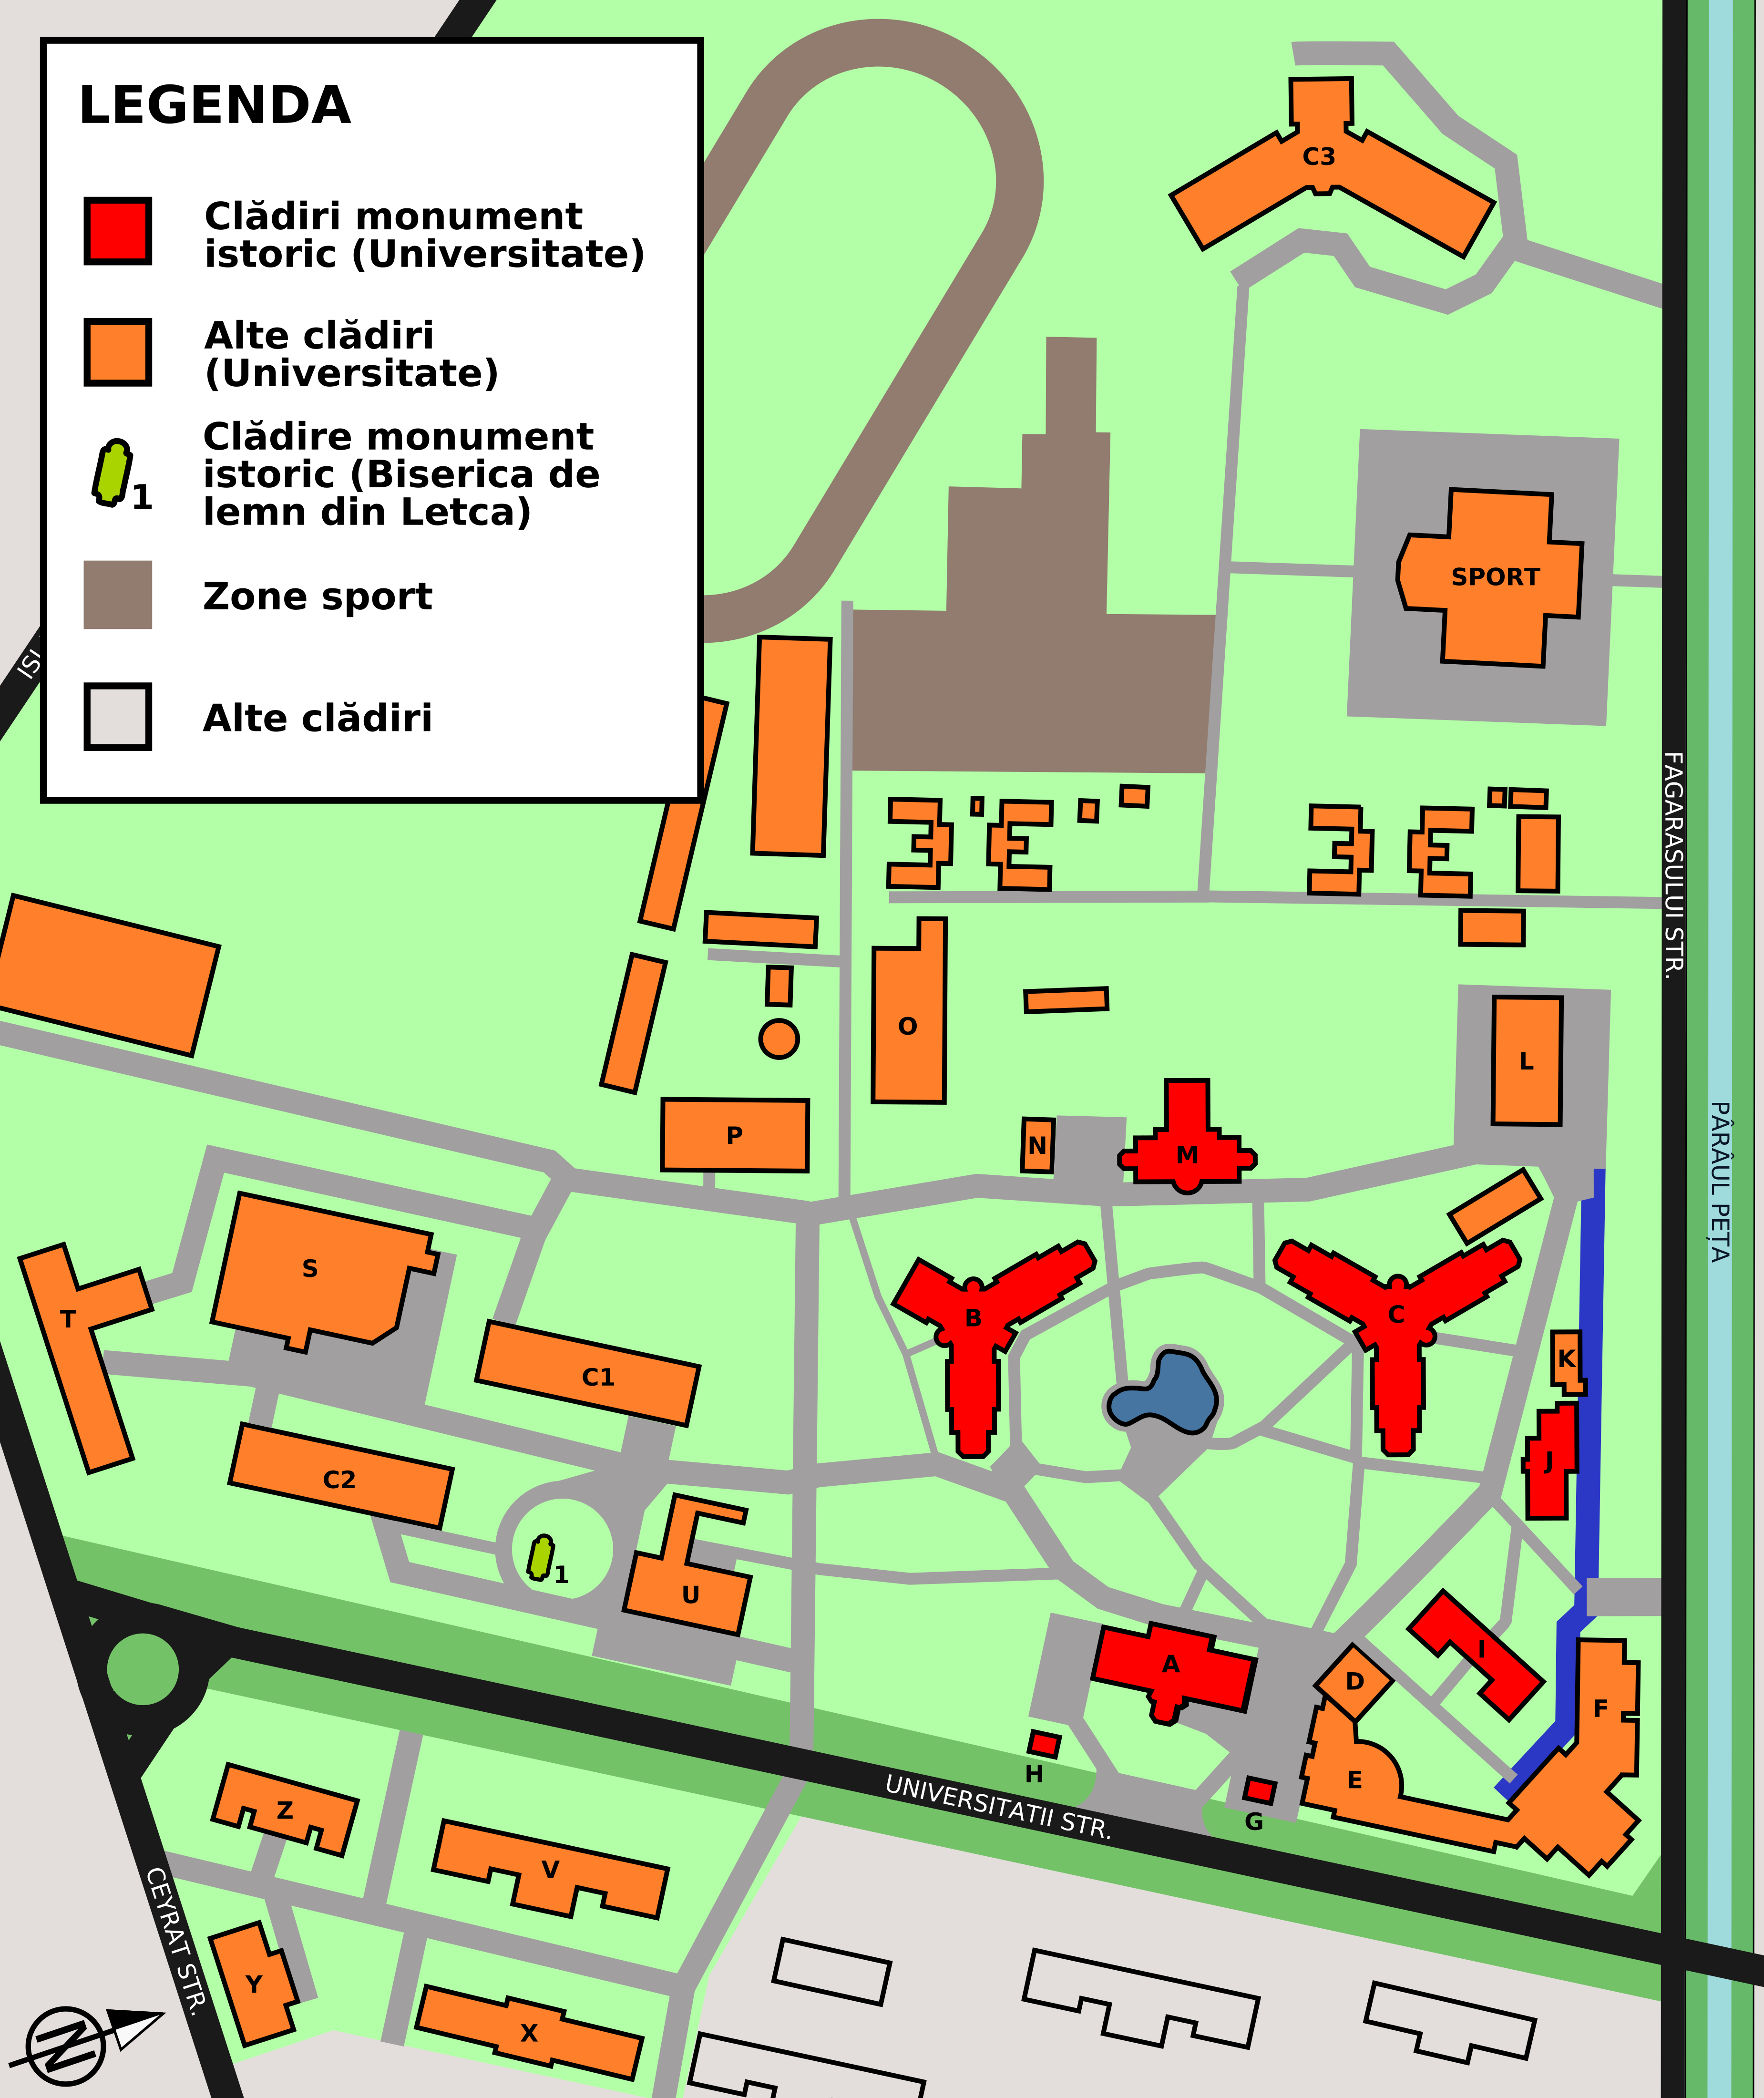 LEGENDA
Clădiri monument
istoric (Universitate)
Alte clădiri
(Universitate)
1
Clădire monument
istoric (Biserica de
lemn din Letca)
Zone sport
Alte clădiri
C3
SPORT
FAGARASULUI STR.
PÂRÂUL PEȚA
O
L
P
N
M
S
T
B
C
C1
K
C2
J
1
U
A
I
D
F
H
E
G
UNIVERSITATII STR.
Z
V
CEYRAT STR.
Y
X
N